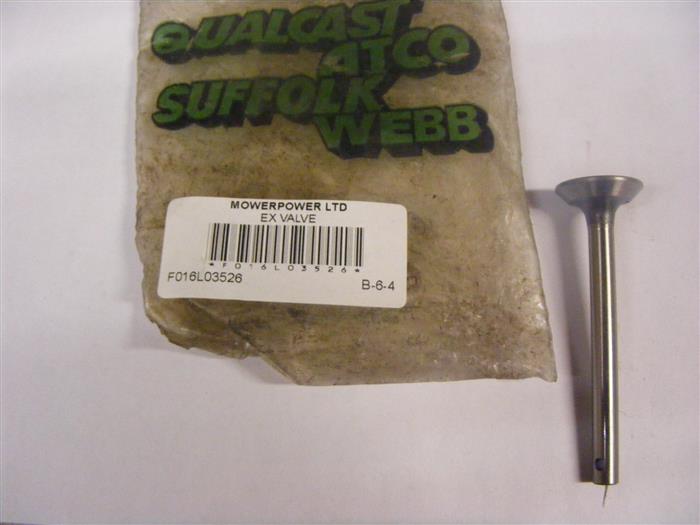 QUALCAST
ATCO
SUFFOLK
WEBB
MOWERPOWER LTD
EX VALVE
*F016L03526*
F016L03526
B-6-4